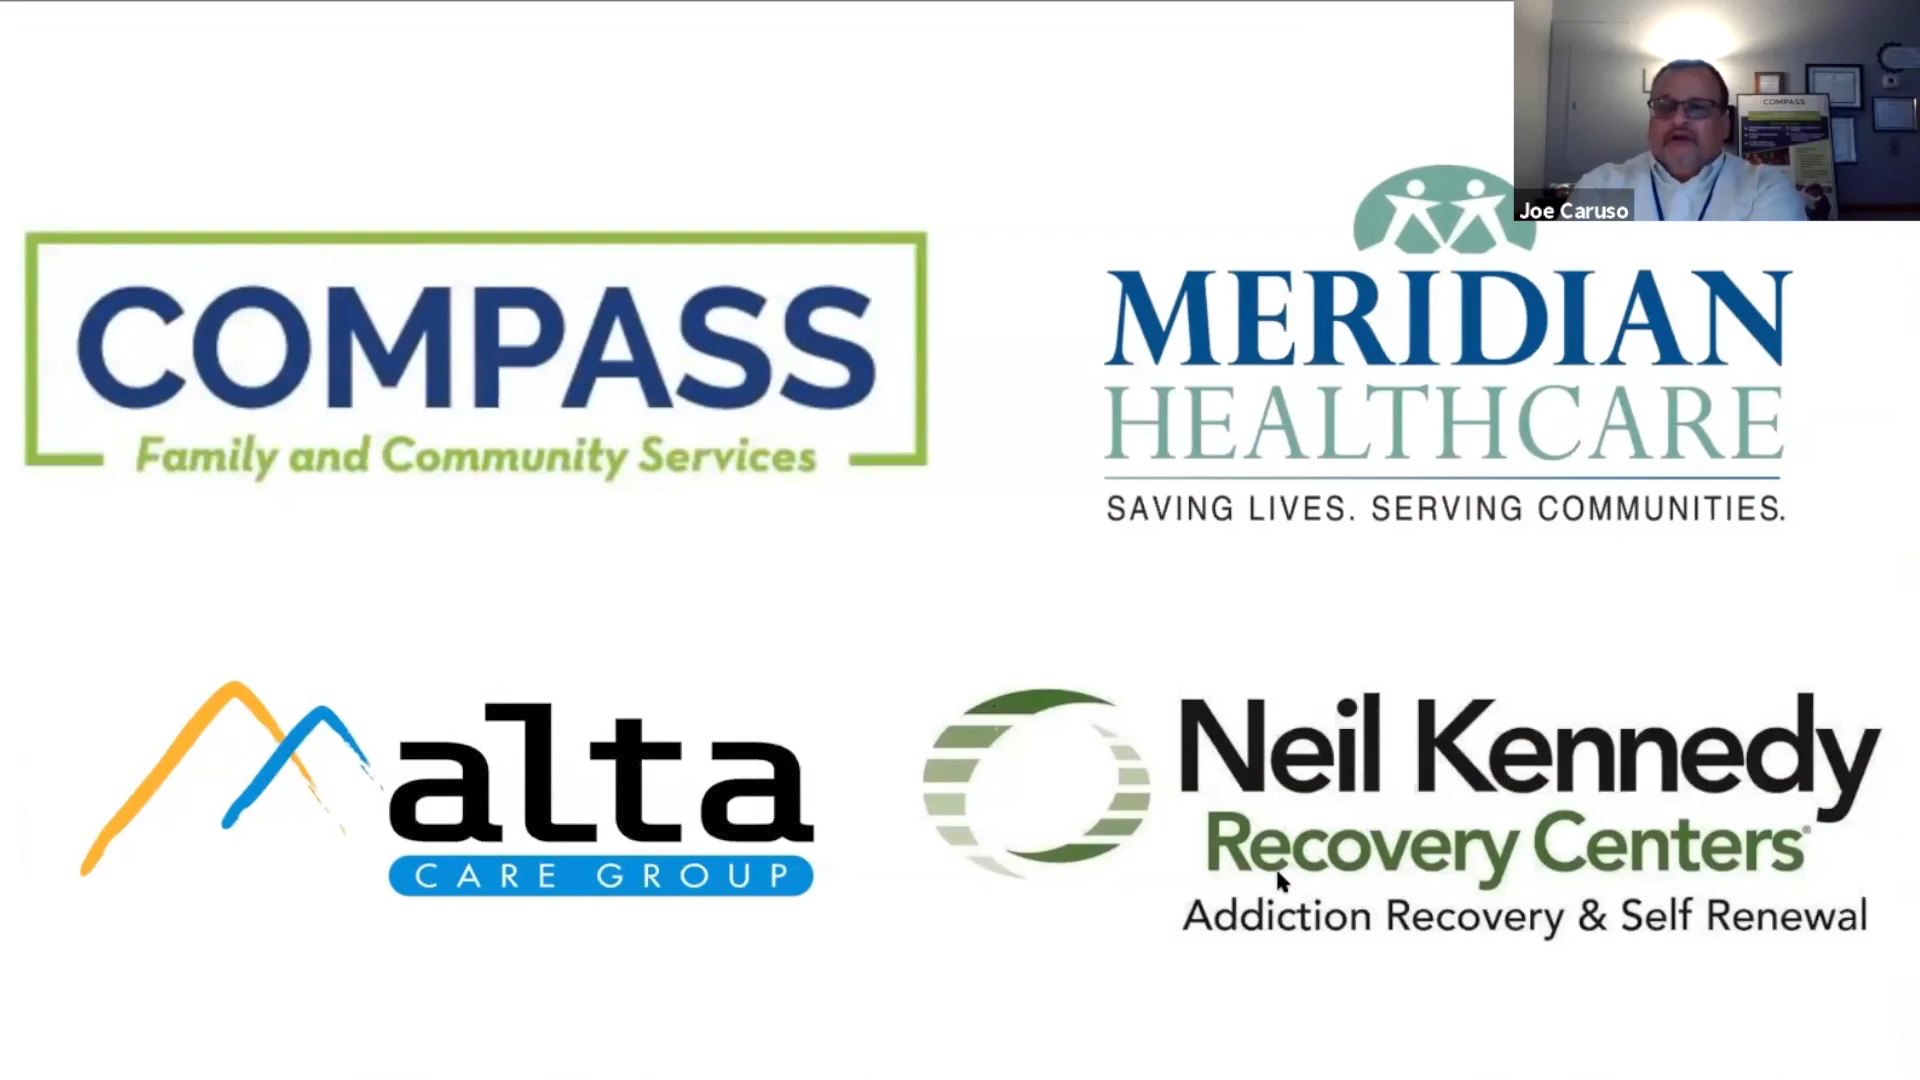 COMPASS
Joe Caruso
COMPASS
Family and Community Services
MERIDIAN
HEALTHCARE
SAVING LIVES. SERVING COMMUNITIES.
alta
CARE GROUP
Neil Kennedy
Recovery Centers®
Addiction Recovery & Self Renewal